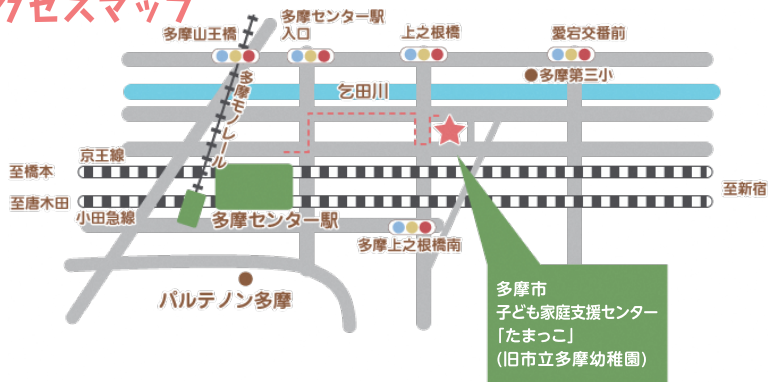 クセスマップ
多摩センター駅
入口
多摩山王橋
上之根橋
愛宕交番前
多摩第三小
乞田川
多摩モノレール
京王線
至橋本
至新宿
至唐木田
小田急線
多摩センター駅
多摩上之根橋南
パルテノン多摩
多摩市
子ども家庭支援センター
「たまっこ」
(旧市立多摩幼稚園)